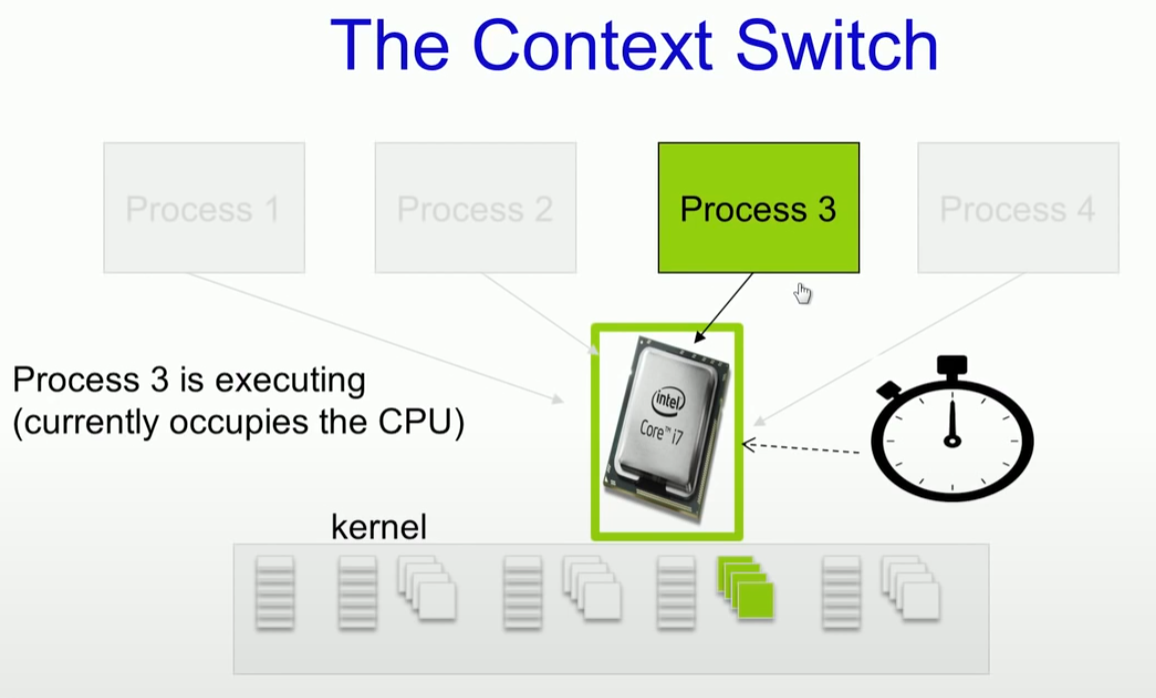 The Context Switch
Process 1
Process 2
Process 3
Process 4
Process 3 is executing
(currently occupies the CPU)
intel
Core™ i7
kernel